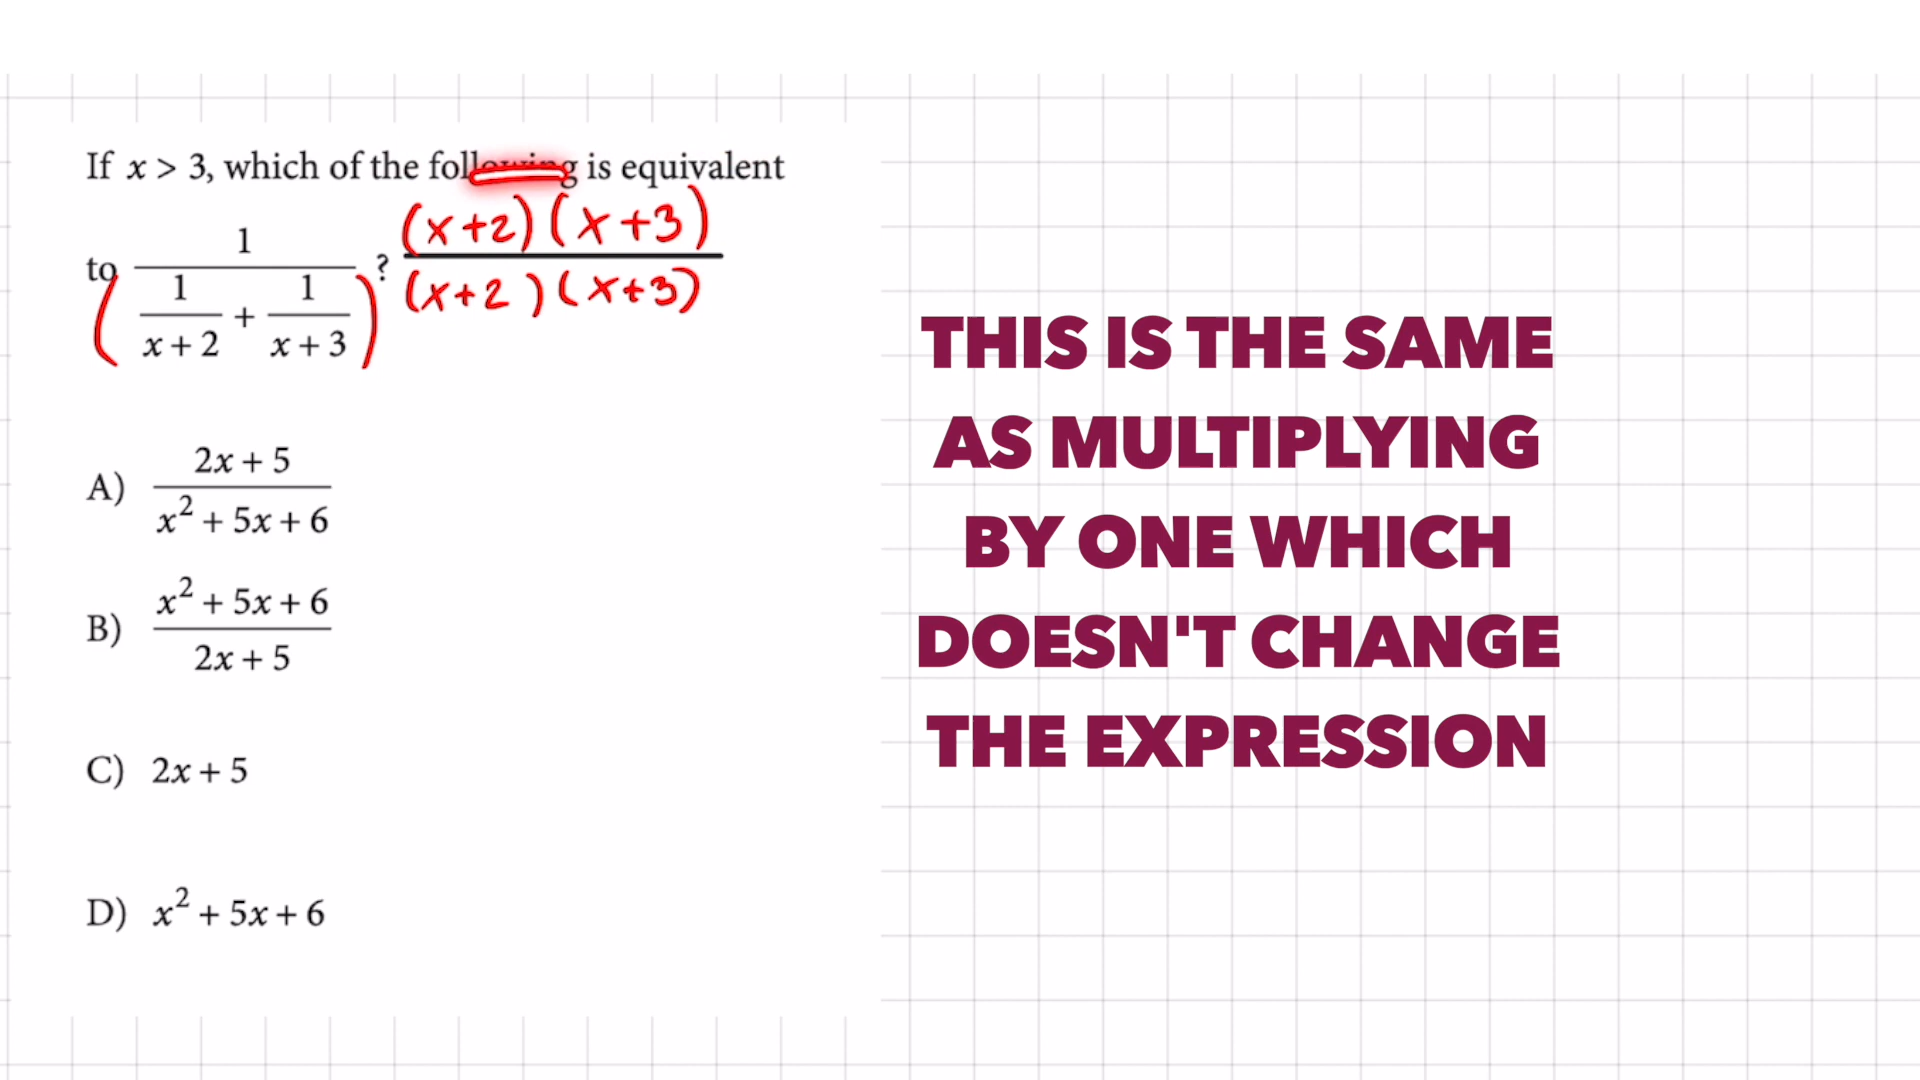 If x > 3, which of the following is equivalent
to 1 / (1/(x + 2) + 1/(x + 3)) ?
(x+2)(x+3)
(x+2)(x+3)
A) (2x + 5)/(x² + 5x + 6)
B) (x² + 5x + 6)/(2x + 5)
C) 2x + 5
D) x² + 5x + 6
THIS IS THE SAME
AS MULTIPLYING
BY ONE WHICH
DOESN'T CHANGE
THE EXPRESSION